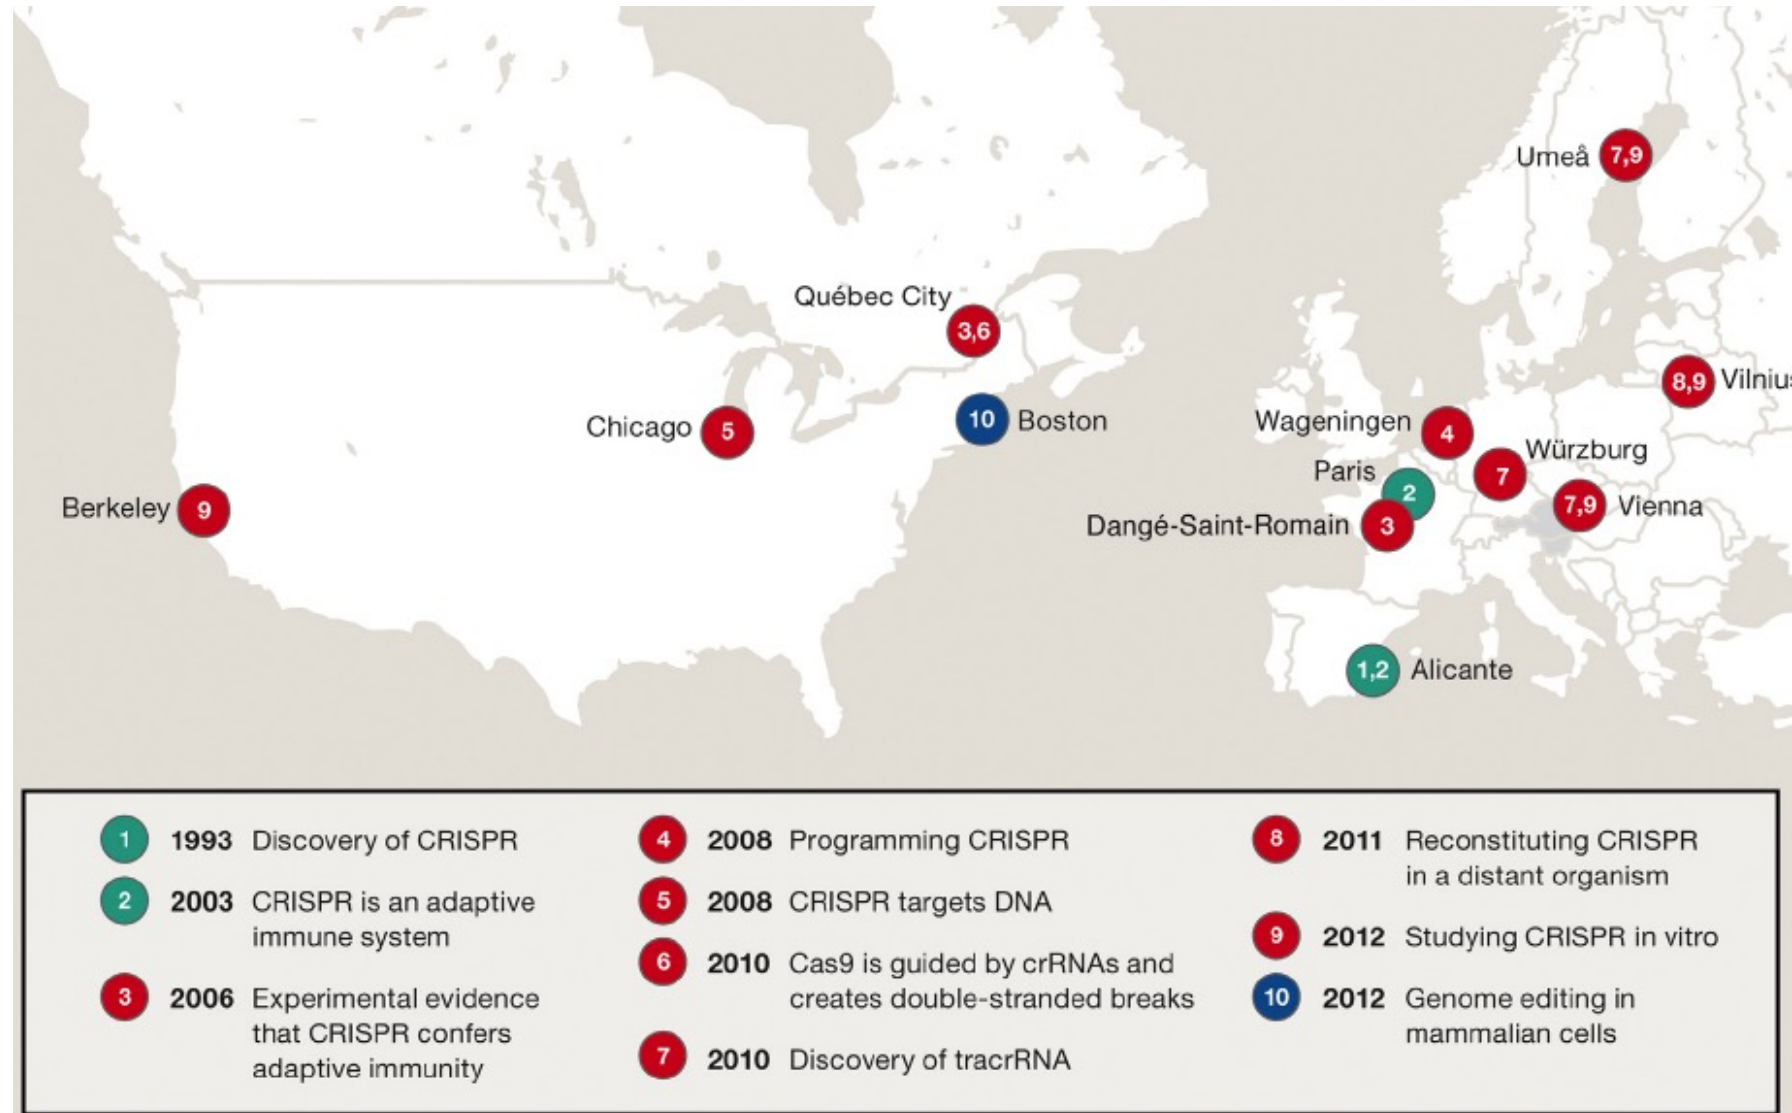 Umeå 7,9
Québec City
3,6
8,9 Vilnius
Chicago 5
10 Boston
Wageningen 4
Würzburg
7
Paris
2
Berkeley 9
Dangé-Saint-Romain 3
7,9 Vienna
1,2 Alicante
1 1993 Discovery of CRISPR
2 2003 CRISPR is an adaptive
immune system
3 2006 Experimental evidence
that CRISPR confers
adaptive immunity
4 2008 Programming CRISPR
5 2008 CRISPR targets DNA
6 2010 Cas9 is guided by crRNAs and
creates double-stranded breaks
7 2010 Discovery of tracrRNA
8 2011 Reconstituting CRISPR
in a distant organism
9 2012 Studying CRISPR in vitro
10 2012 Genome editing in
mammalian cells